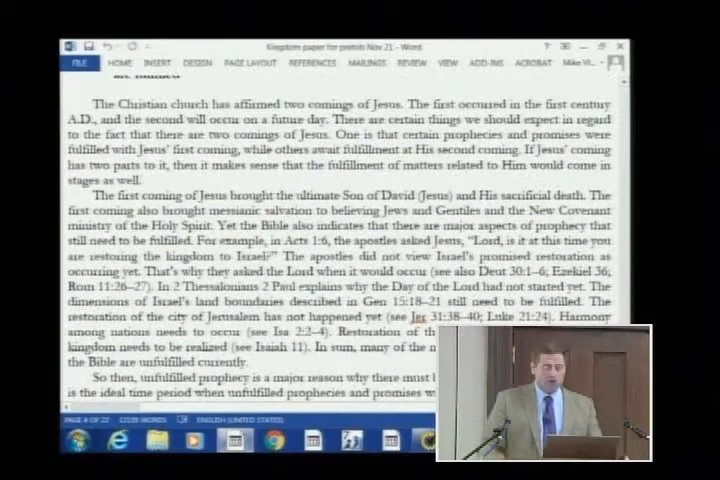 Kingdom paper for pretrib Nov 21 - Word
FILE HOME INSERT DESIGN PAGE LAYOUT REFERENCES MAILINGS REVIEW VIEW ADD-INS ACROBAT Mike Vl...
The Christian church has affirmed two comings of Jesus. The first occurred in the first century
A.D., and the second will occur on a future day. There are certain things we should expect in regard
to the fact that there are two comings of Jesus. One is that certain prophecies and promises were
fulfilled with Jesus' first coming, while others await fulfillment at His second coming. If Jesus' coming
has two parts to it, then it makes sense that the fulfillment of matters related to Him would come in
stages as well.
The first coming of Jesus brought the ultimate Son of David (Jesus) and His sacrificial death. The
first coming also brought messianic salvation to believing Jews and Gentiles and the New Covenant
ministry of the Holy Spirit. Yet the Bible also indicates that there are major aspects of prophecy that
still need to be fulfilled. For example, in Acts 1:6, the apostles asked Jesus, "Lord, is it at this time you
are restoring the kingdom to Israel?" The apostles did not view Israel's promised restoration as
occurring yet. That's why they asked the Lord when it would occur (see also Deut 30:1–6; Ezekiel 36;
Rom 11:26–27). In 2 Thessalonians 2 Paul explains why the Day of the Lord had not started yet. The
dimensions of Israel's land boundaries described in Gen 15:18–21 still need to be fulfilled. The
restoration of the city of Jerusalem has not happened yet (see Jer 31:38–40; Luke 21:24). Harmony
among nations needs to occur (see Isa 2:2–4). Restoration of
kingdom needs to be realized (see Isaiah 11). In sum, many of the
the Bible are unfulfilled currently.
So then, unfulfilled prophecy is a major reason why there must
is the ideal time period when unfulfilled prophecies and promises
PAGE 4 OF 22 WORDS ENGLISH (UNITED STATES)